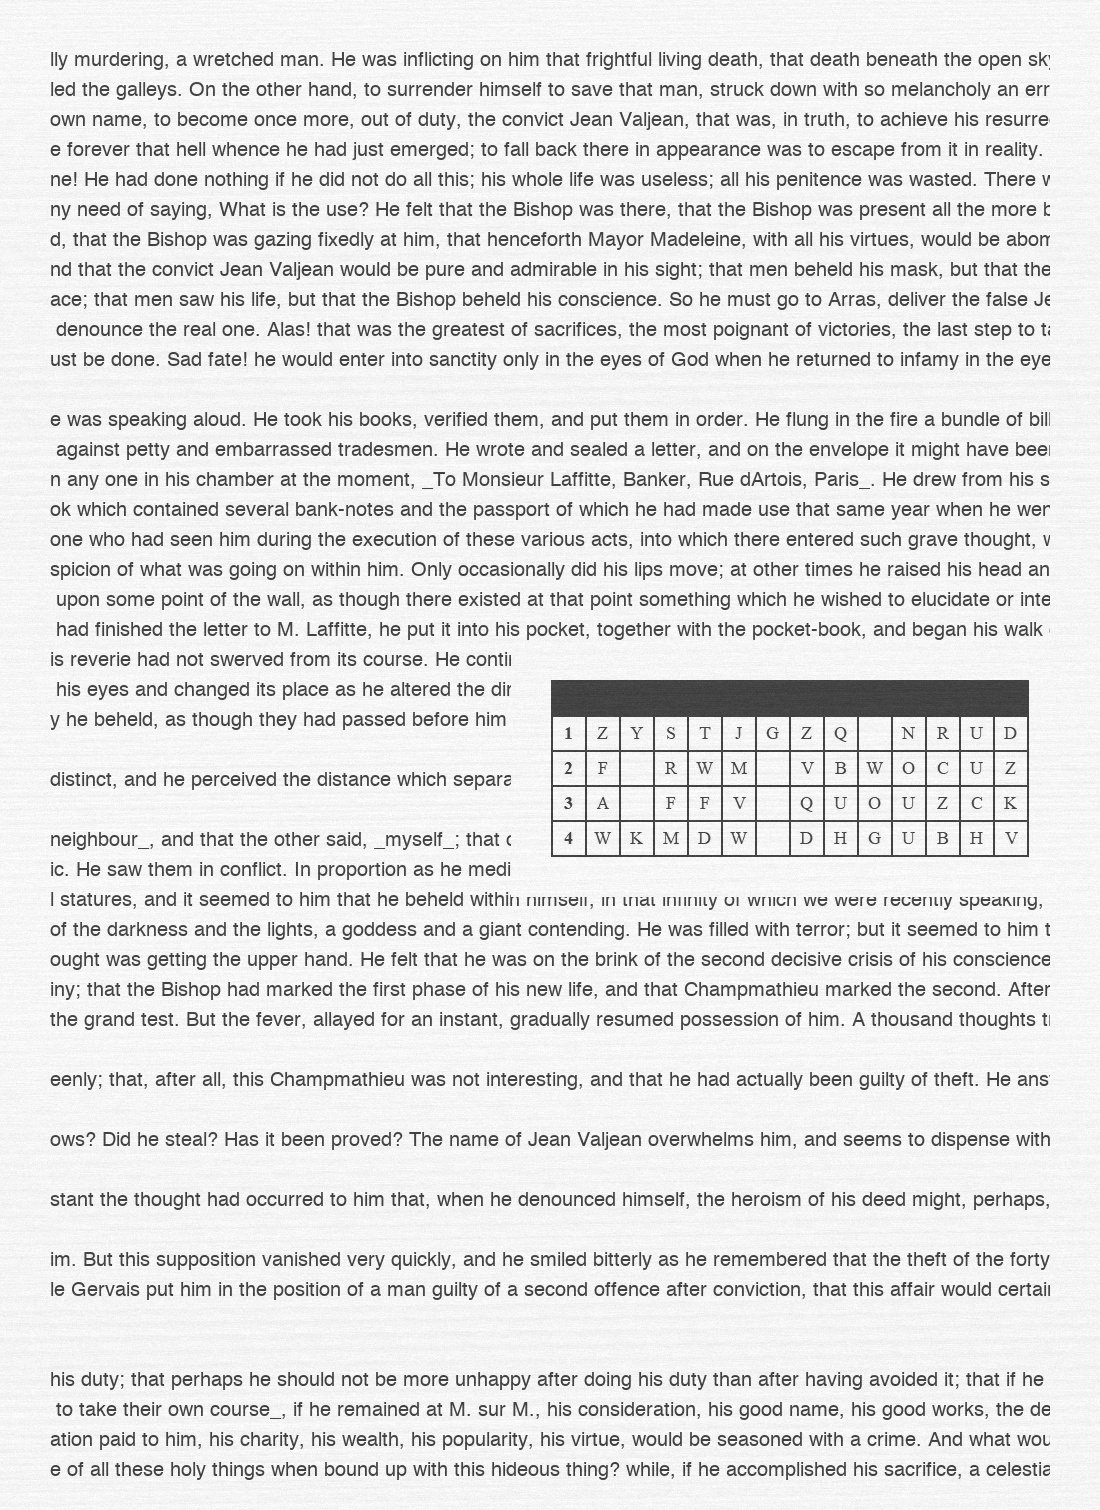 lly murdering, a wretched man. He was inflicting on him that frightful living death, that death beneath the open sky
led the galleys. On the other hand, to surrender himself to save that man, struck down with so melancholy an err
own name, to become once more, out of duty, the convict Jean Valjean, that was, in truth, to achieve his resurre
e forever that hell whence he had just emerged; to fall back there in appearance was to escape from it in reality.
ne! He had done nothing if he did not do all this; his whole life was useless; all his penitence was wasted. There w
ny need of saying, What is the use? He felt that the Bishop was there, that the Bishop was present all the more b
d, that the Bishop was gazing fixedly at him, that henceforth Mayor Madeleine, with all his virtues, would be abom
nd that the convict Jean Valjean would be pure and admirable in his sight; that men beheld his mask, but that the
ace; that men saw his life, but that the Bishop beheld his conscience. So he must go to Arras, deliver the false Je
denounce the real one. Alas! that was the greatest of sacrifices, the most poignant of victories, the last step to ta
ust be done. Sad fate! he would enter into sanctity only in the eyes of God when he returned to infamy in the eye
e was speaking aloud. He took his books, verified them, and put them in order. He flung in the fire a bundle of bill
against petty and embarrassed tradesmen. He wrote and sealed a letter, and on the envelope it might have been
n any one in his chamber at the moment, _To Monsieur Laffitte, Banker, Rue dArtois, Paris_. He drew from his s
ok which contained several bank-notes and the passport of which he had made use that same year when he wen
one who had seen him during the execution of these various acts, into which there entered such grave thought, w
spicion of what was going on within him. Only occasionally did his lips move; at other times he raised his head an
upon some point of the wall, as though there existed at that point something which he wished to elucidate or inte
had finished the letter to M. Laffitte, he put it into his pocket, together with the pocket-book, and began his walk
is reverie had not swerved from its course. He contin
his eyes and changed its place as he altered the dir
y he beheld, as though they had passed before him
distinct, and he perceived the distance which separa
neighbour_, and that the other said, _myself_; that
ic. He saw them in conflict. In proportion as he medi
1 Z Y S T J G Z Q N R U D
2 F R W M V B W O C U Z
3 A F F V Q U O U Z C K
4 W K M D W D H G U B H V
l statures, and it seemed to him that he beheld within himself, in that infinity of which we were recently speaking,
of the darkness and the lights, a goddess and a giant contending. He was filled with terror; but it seemed to him t
ought was getting the upper hand. He felt that he was on the brink of the second decisive crisis of his conscience
iny; that the Bishop had marked the first phase of his new life, and that Champmathieu marked the second. After
the grand test. But the fever, allayed for an instant, gradually resumed possession of him. A thousand thoughts tr
eenly; that, after all, this Champmathieu was not interesting, and that he had actually been guilty of theft. He ans
ows? Did he steal? Has it been proved? The name of Jean Valjean overwhelms him, and seems to dispense with
stant the thought had occurred to him that, when he denounced himself, the heroism of his deed might, perhaps,
im. But this supposition vanished very quickly, and he smiled bitterly as he remembered that the theft of the forty
le Gervais put him in the position of a man guilty of a second offence after conviction, that this affair would certain
his duty; that perhaps he should not be more unhappy after doing his duty than after having avoided it; that if he
to take their own course_, if he remained at M. sur M., his consideration, his good name, his good works, the de
ation paid to him, his charity, his wealth, his popularity, his virtue, would be seasoned with a crime. And what wou
e of all these holy things when bound up with this hideous thing? while, if he accomplished his sacrifice, a celestia